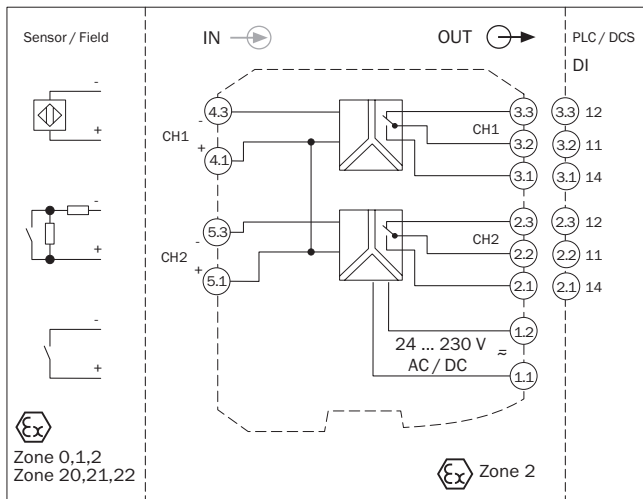 Sensor / Field
IN
OUT
PLC / DCS
DI
-
+
-
+
-
+
4.3
-
CH1
+
4.1
5.3
-
CH2
+
5.1
3.3
CH1
3.2
3.1
2.3
CH2
2.2
2.1
1.2
24 ... 230 V ≂
AC / DC
1.1
3.3 12
3.2 11
3.1 14
2.3 12
2.2 11
2.1 14
Ex
Zone 0,1,2
Zone 20,21,22
Ex Zone 2